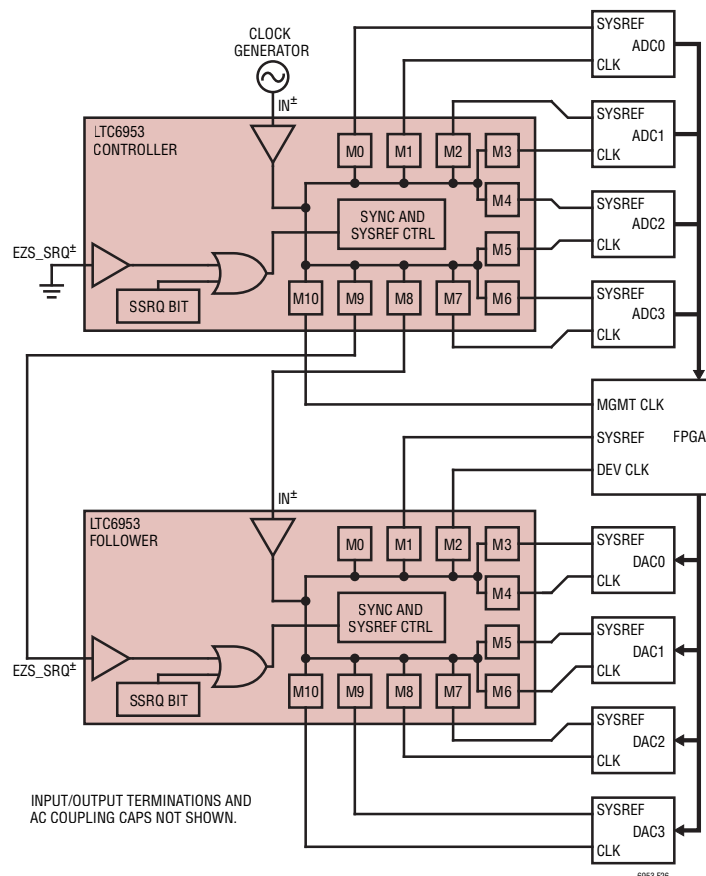 CLOCK
GENERATOR
IN±
LTC6953
CONTROLLER
M0
M1
M2
M3
M4
SYNC AND
SYSREF CTRL
M5
M6
EZS_SRQ±
SSRQ BIT
M10
M9
M8
M7
SYSREF
ADC0
CLK
SYSREF
ADC1
CLK
SYSREF
ADC2
CLK
SYSREF
ADC3
CLK
MGMT CLK
SYSREF
FPGA
DEV CLK
IN±
LTC6953
FOLLOWER
M0
M1
M2
M3
M4
SYNC AND
SYSREF CTRL
M5
M6
EZS_SRQ±
SSRQ BIT
M10
M9
M8
M7
SYSREF
DAC0
CLK
SYSREF
DAC1
CLK
SYSREF
DAC2
CLK
SYSREF
DAC3
CLK
INPUT/OUTPUT TERMINATIONS AND
AC COUPLING CAPS NOT SHOWN.
6953 F26